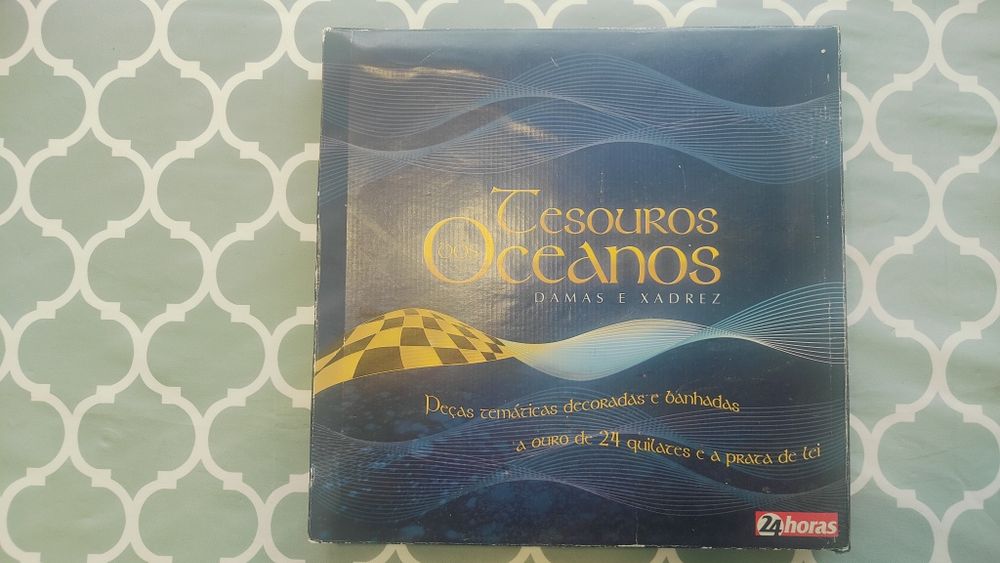 Tesouros
dos Oceanos
DAMAS E XADREZ
Peças temáticas decoradas e banhadas
a ouro de 24 quilates e a prata de lei
24horas